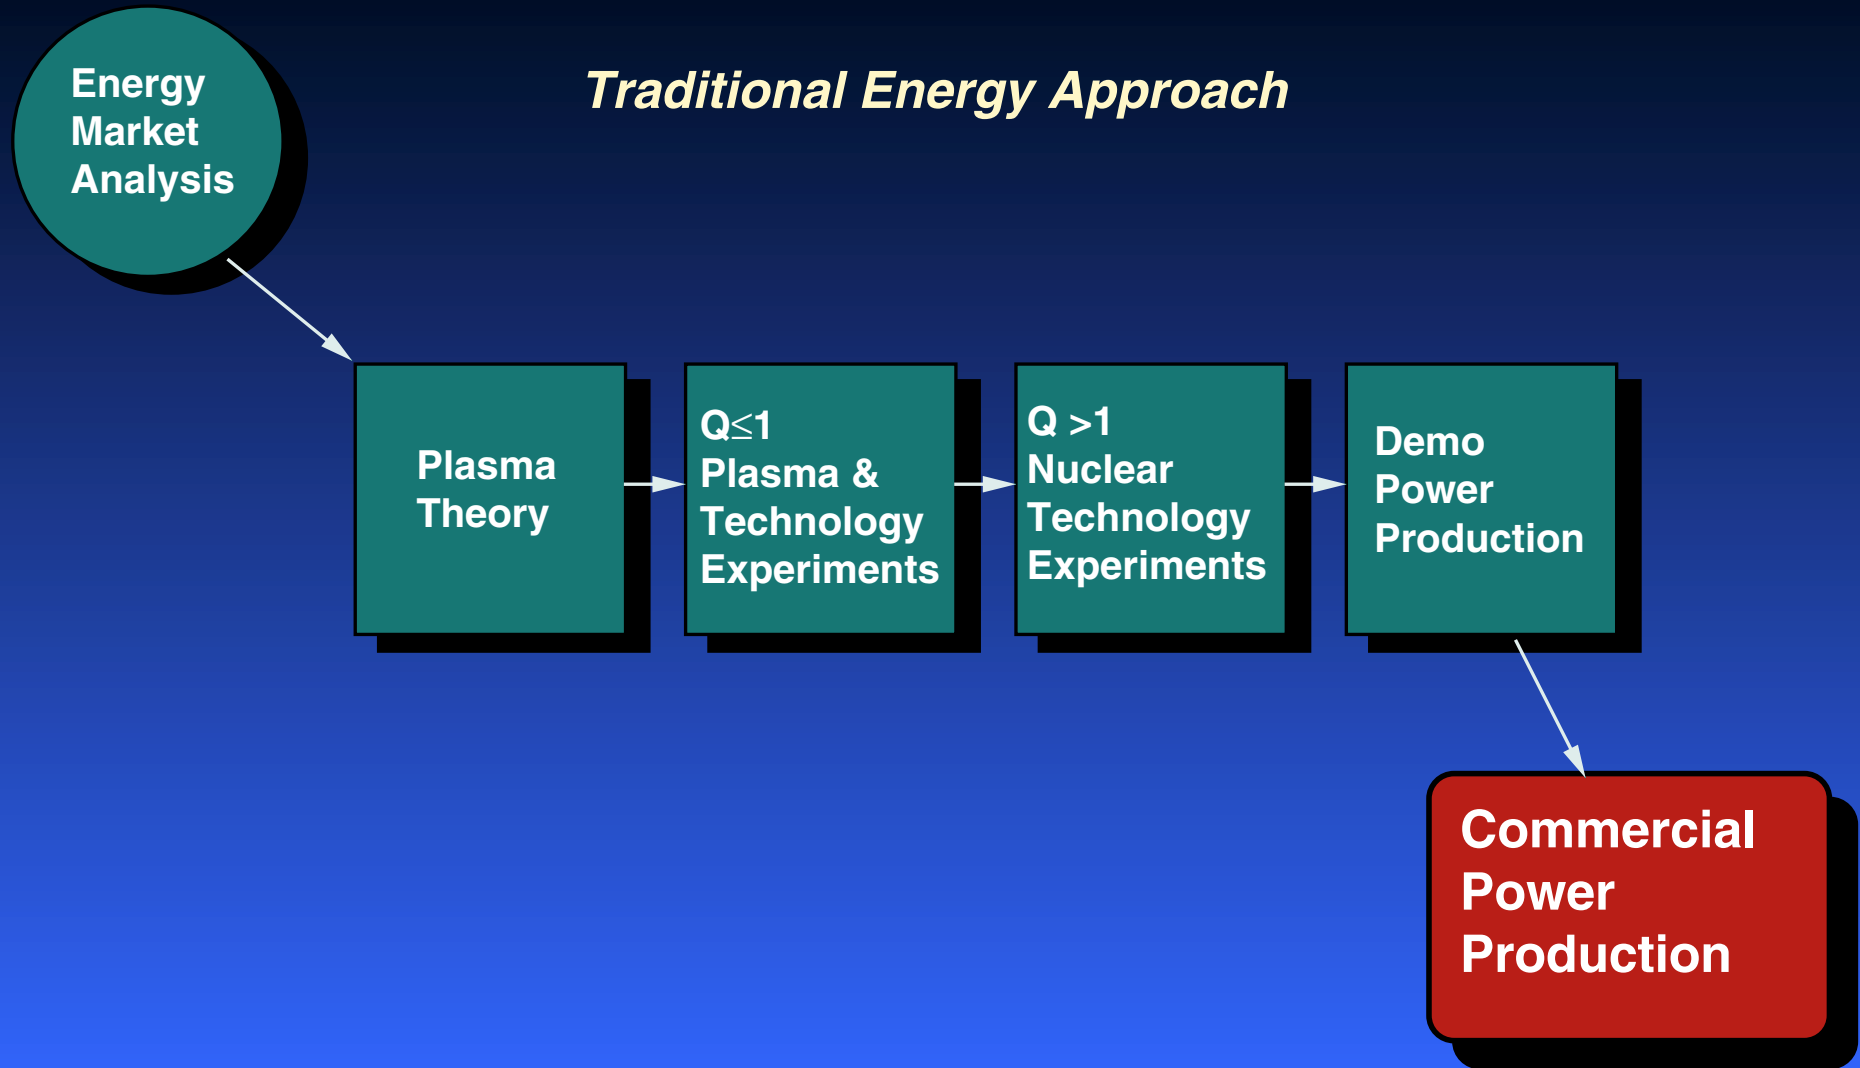 Traditional Energy Approach
Energy
Market
Analysis
Plasma
Theory
Q≤1
Plasma &
Technology
Experiments
Q >1
Nuclear
Technology
Experiments
Demo
Power
Production
Commercial
Power
Production